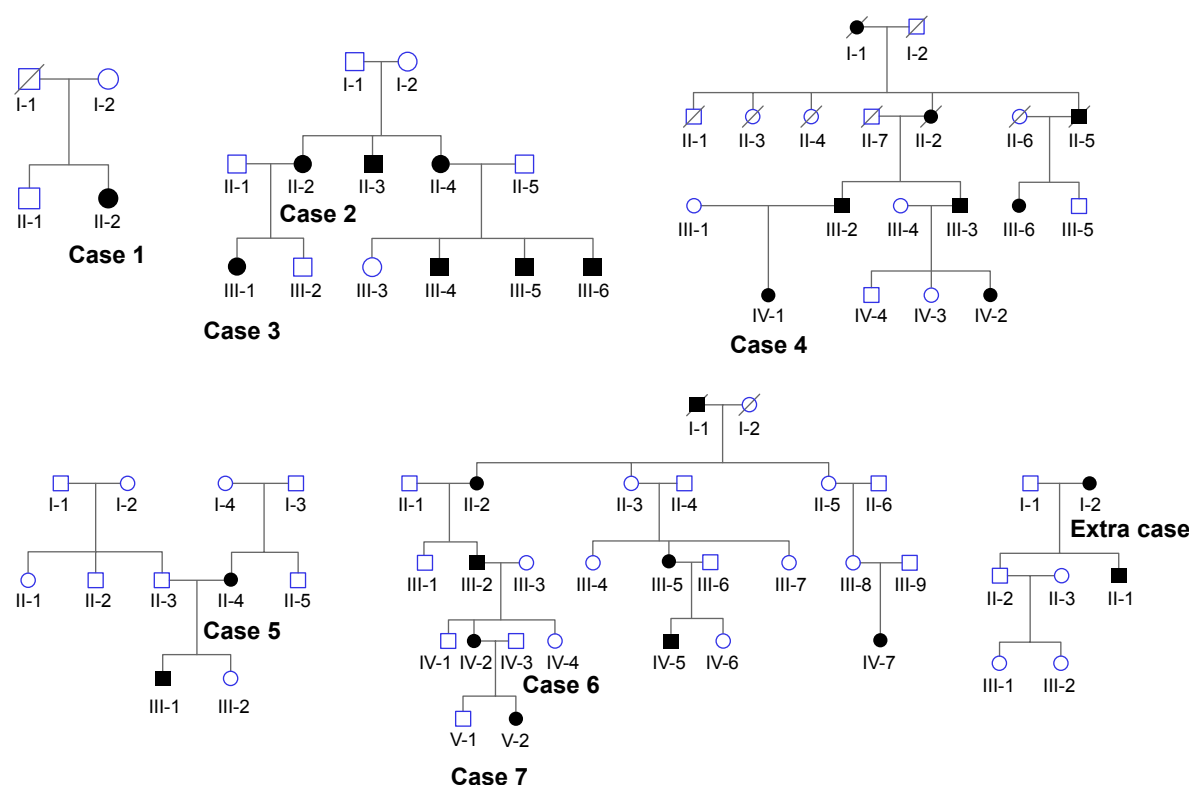 I-1 I-2
II-1 II-2
Case 1
I-1 I-2
II-1 II-2 II-3 II-4 II-5
Case 2
III-1 III-2 III-3 III-4 III-5 III-6
Case 3
I-1 I-2
II-1 II-3 II-4 II-7 II-2 II-6 II-5
III-1 III-2 III-4 III-3 III-6 III-5
IV-1 IV-4 IV-3 IV-2
Case 4
I-1 I-2 I-4 I-3
II-1 II-2 II-3 II-4 II-5
Case 5
III-1 III-2
I-1 I-2
II-1 II-2 II-3 II-4 II-5 II-6
III-1 III-2 III-3 III-4 III-5 III-6 III-7 III-8 III-9
IV-1 IV-2 IV-3 IV-4 IV-5 IV-6 IV-7
Case 6
V-1 V-2
Case 7
I-1 I-2
Extra case
II-2 II-3 II-1
III-1 III-2